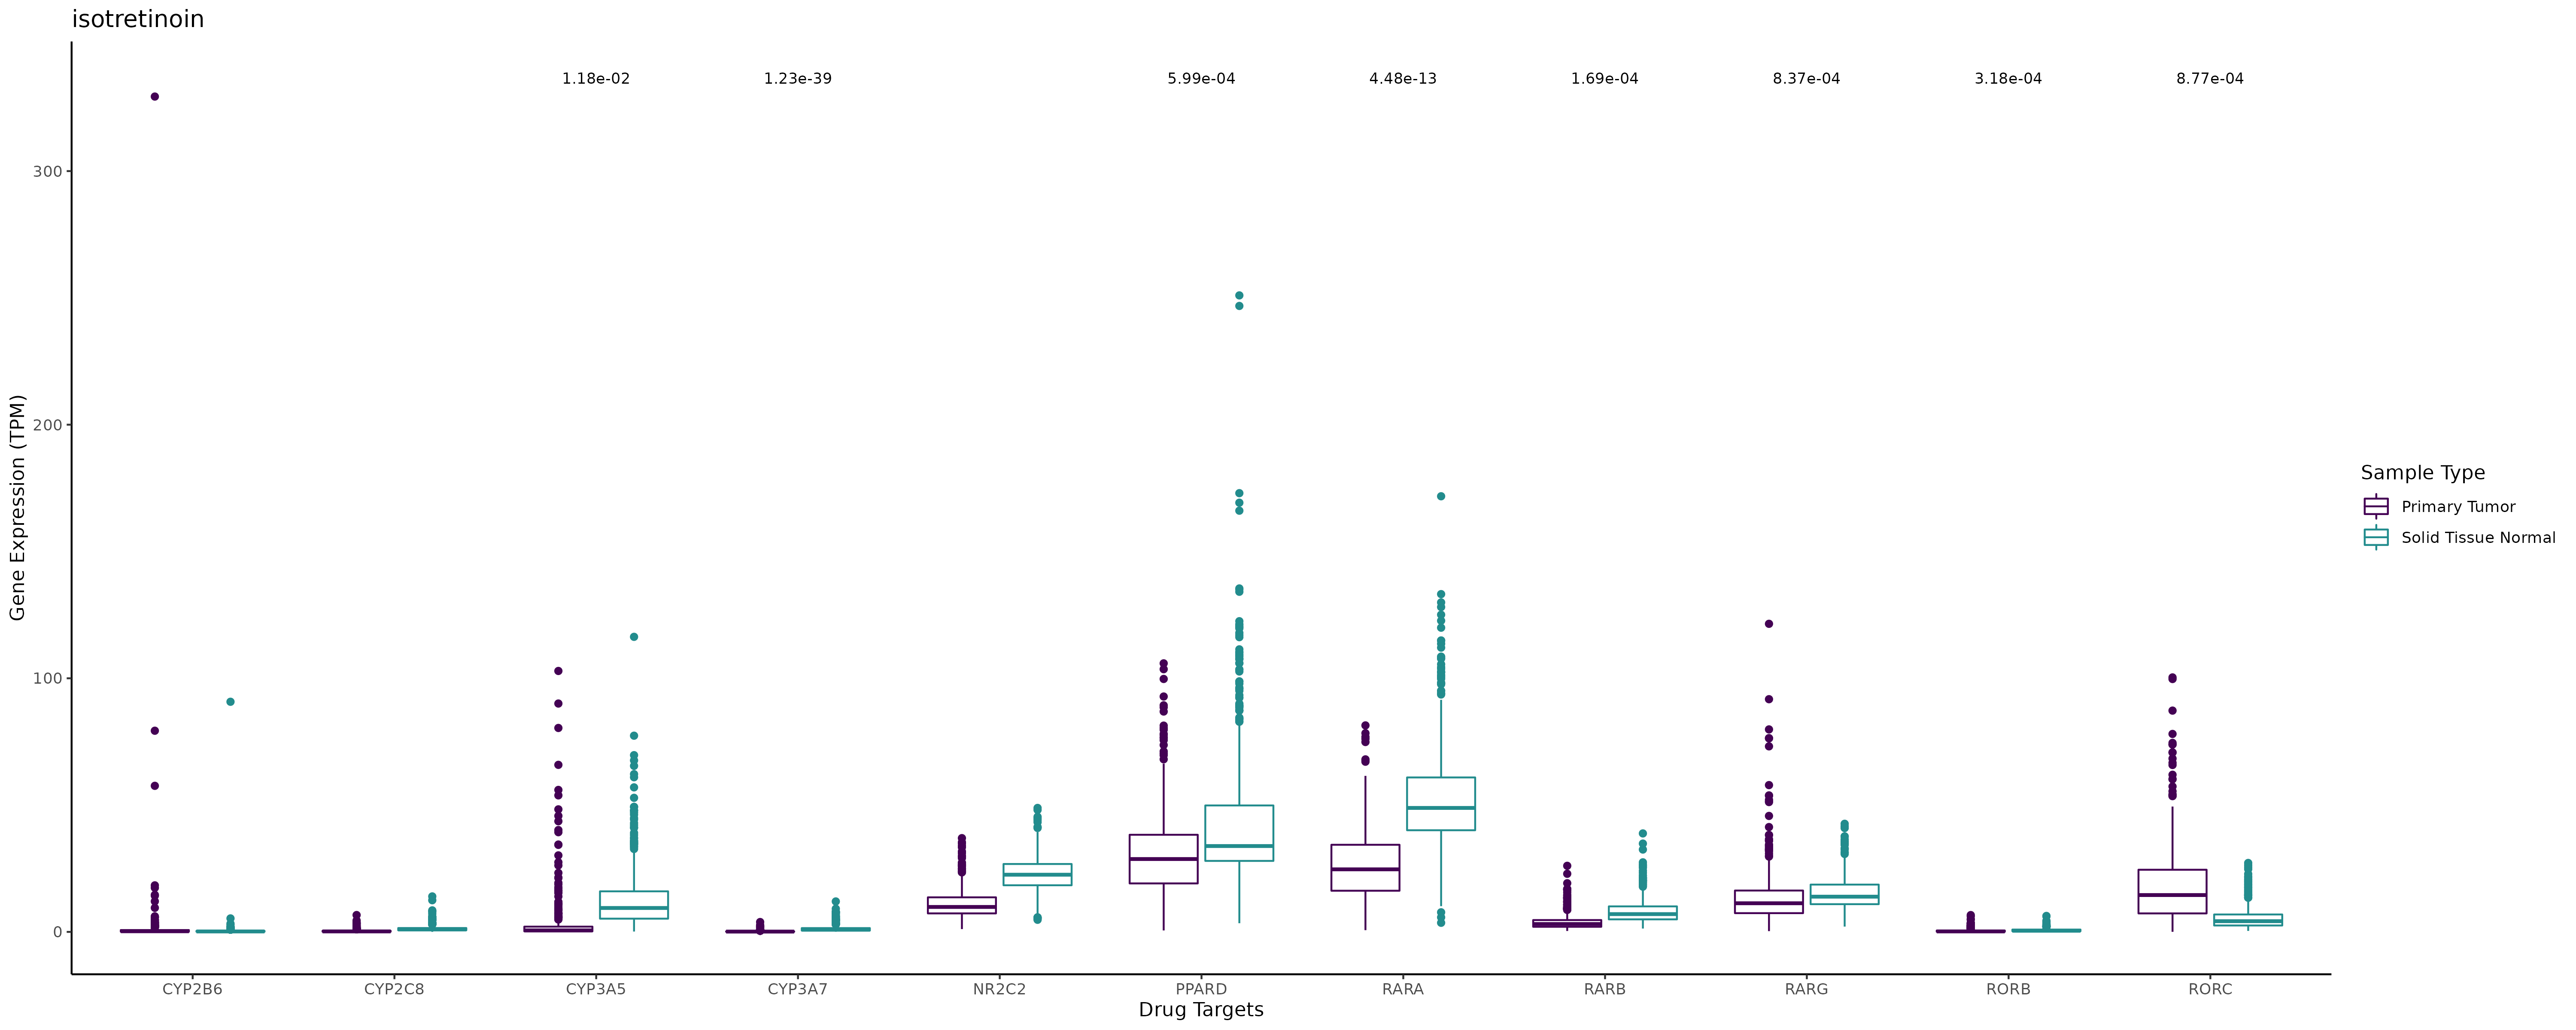 isotretinoin
1.18e-02 1.23e-39 5.99e-04 4.48e-13 1.69e-04 8.37e-04 3.18e-04 8.77e-04
300
200
100
0
Gene Expression (TPM)
CYP2B6 CYP2C8 CYP3A5 CYP3A7 NR2C2 PPARD RARA RARB RARG RORB RORC
Drug Targets
Sample Type
Primary Tumor
Solid Tissue Normal